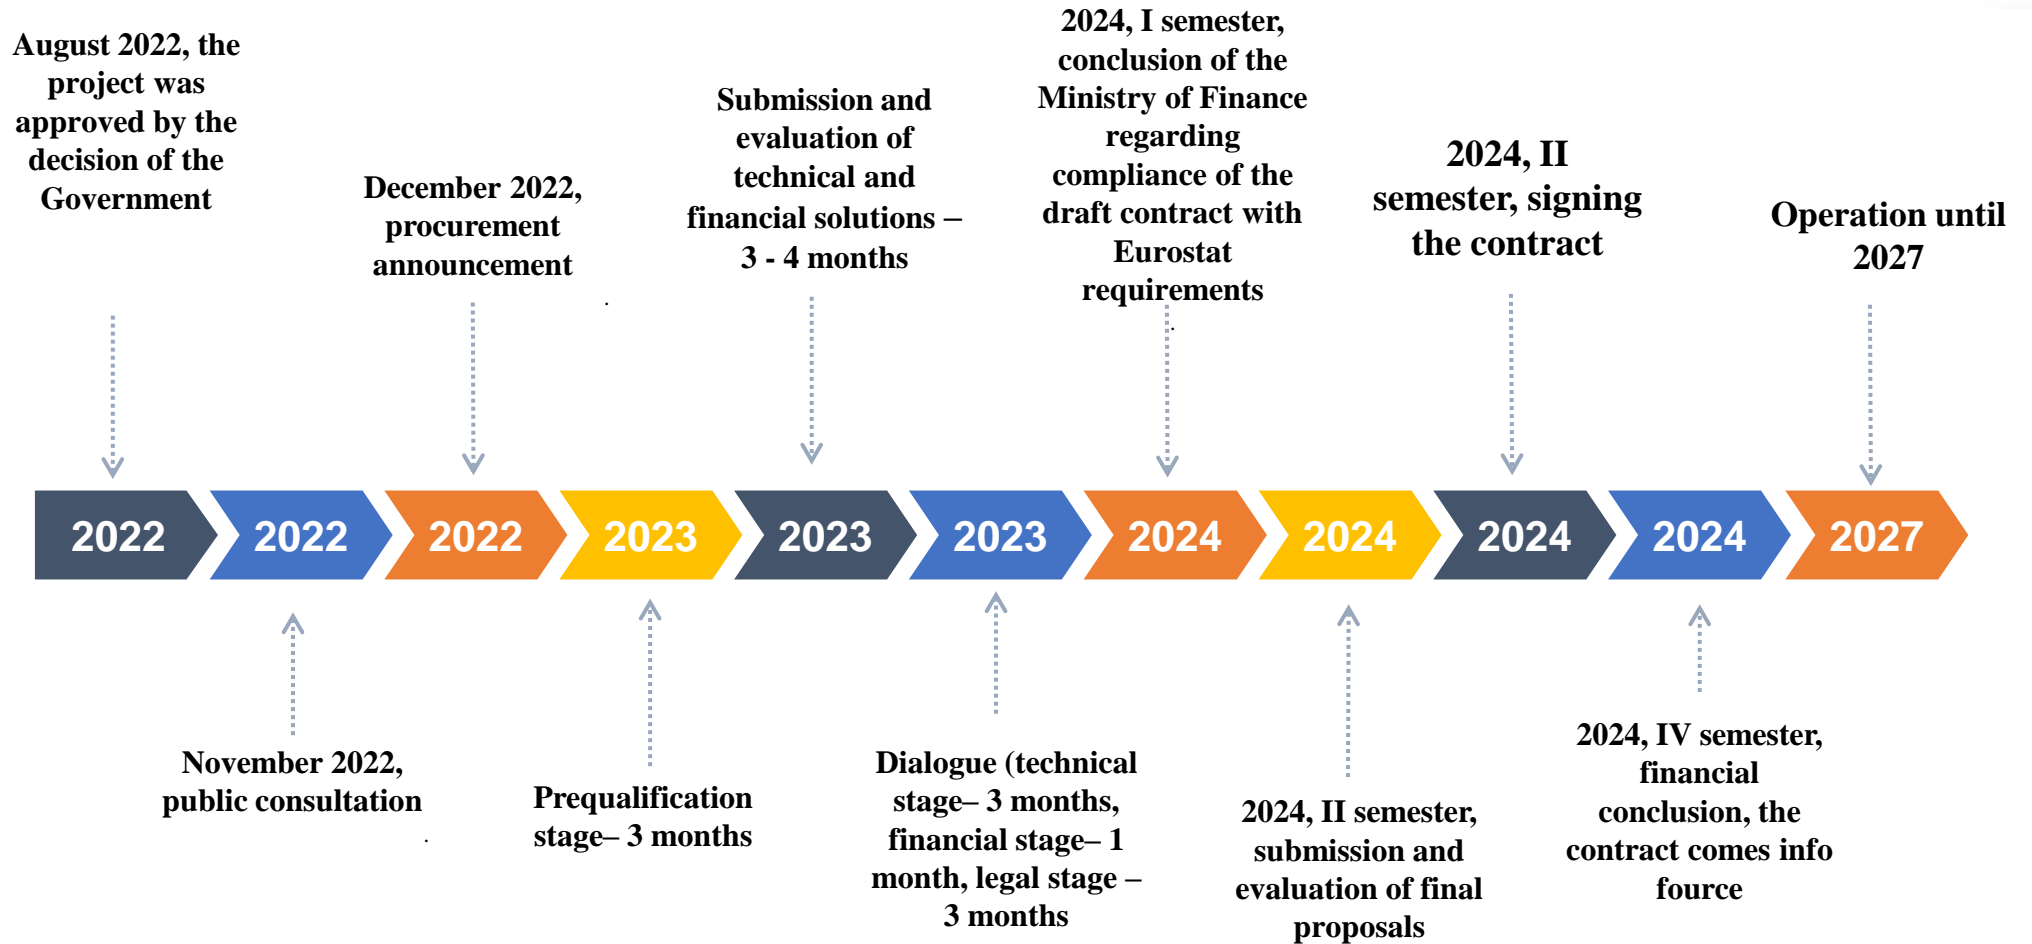 August 2022, the
project was
approved by the
decision of the
Government
December 2022,
procurement
announcement
.
Submission and
evaluation of
technical and
financial solutions –
3 - 4 months
2024, I semester,
conclusion of the
Ministry of Finance
regarding
compliance of the
draft contract with
Eurostat
requirements
.
2024, II
semester, signing
the contract
Operation until
2027
2022
2022
2022
2023
2023
2023
2024
2024
2024
2024
2027
November 2022,
public consultation
.
Prequalification
stage– 3 months
Dialogue (technical
stage– 3 months,
financial stage– 1
month, legal stage –
3 months
2024, II semester,
submission and
evaluation of final
proposals
2024, IV semester,
financial
conclusion, the
contract comes info
fource